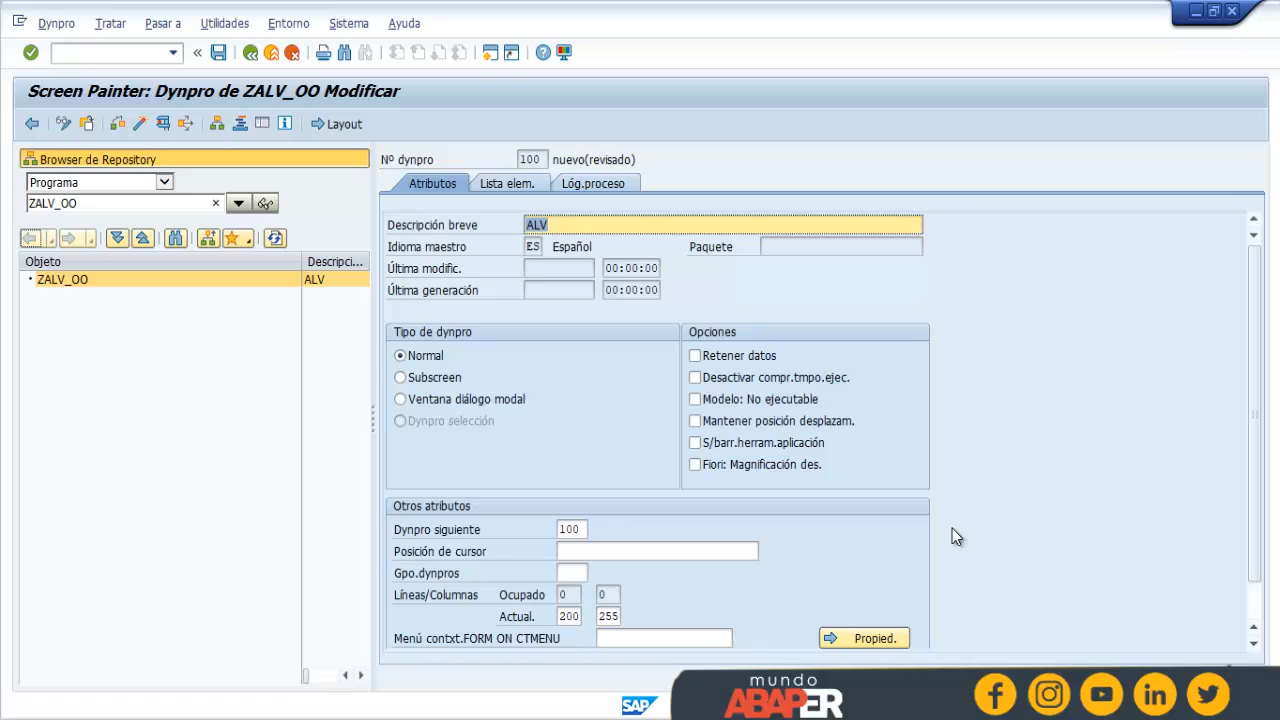 Dynpro Tratar Pasar a Utilidades Entorno Sistema Ayuda
Screen Painter: Dynpro de ZALV_OO Modificar
Layout
Browser de Repository
Programa
ZALV_OO
Objeto Descripci...
ZALV_OO ALV
Nº dynpro 100 nuevo(revisado)
Atributos Lista elem. Lóg.proceso
Descripción breve ALV
Idioma maestro ES Español Paquete
Última modific. 00:00:00
Última generación 00:00:00
Tipo de dynpro
Normal
Subscreen
Ventana diálogo modal
Dynpro selección
Opciones
Retener datos
Desactivar compr.tmpo.ejec.
Modelo: No ejecutable
Mantener posición desplazam.
S/barr.herram.aplicación
Fiori: Magnificación des.
Otros atributos
Dynpro siguiente 100
Posición de cursor
Gpo.dynpros
Líneas/Columnas Ocupado 0 0
Actual. 200 255
Menú contxt.FORM ON CTMENU Propied.
SAP
mundo
ABAPER